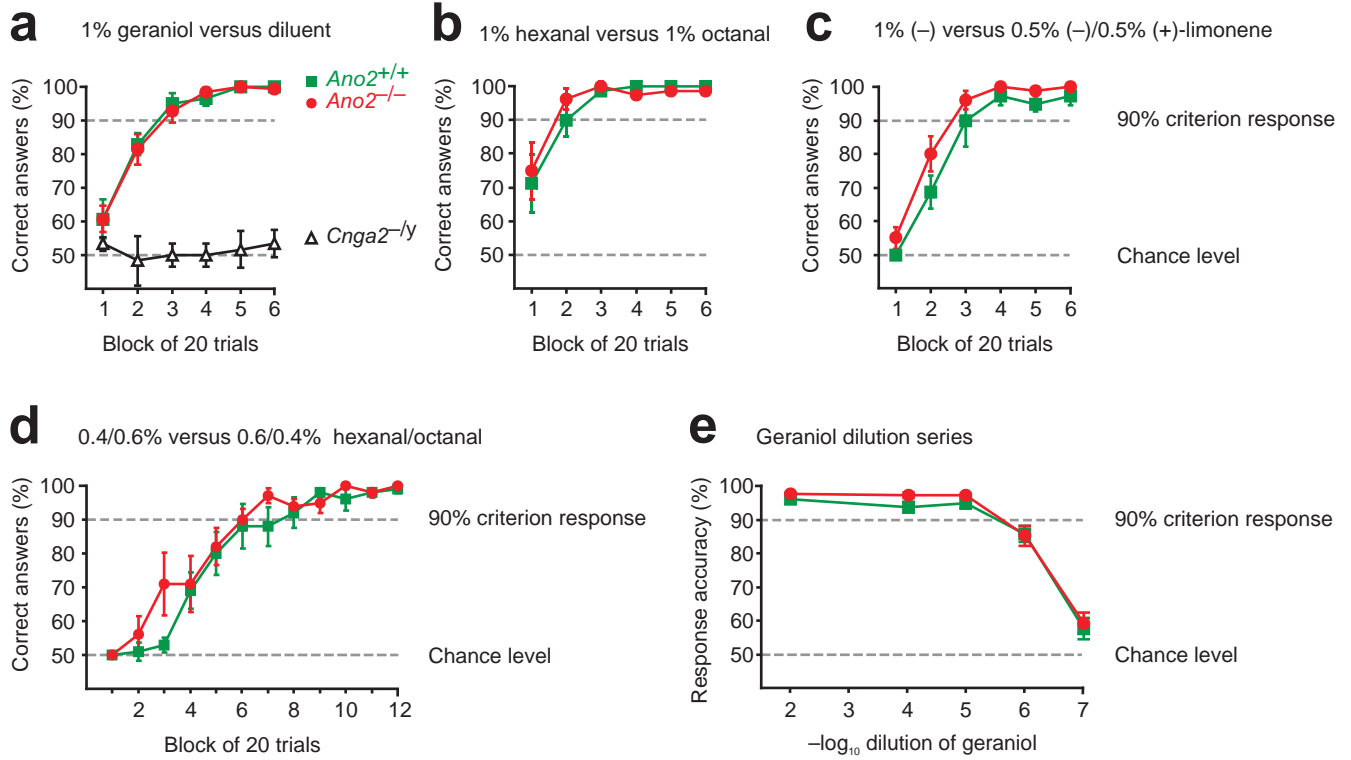 a
1% geraniol versus diluent
Correct answers (%)
100
90
80
70
60
50
Ano2+/+
Ano2–/–
Cnga2–/y
1 2 3 4 5 6
Block of 20 trials
b
1% hexanal versus 1% octanal
Correct answers (%)
100
90
80
70
60
50
1 2 3 4 5 6
Block of 20 trials
c
1% (–) versus 0.5% (–)/0.5% (+)-limonene
Correct answers (%)
100
90
80
70
60
50
90% criterion response
Chance level
1 2 3 4 5 6
Block of 20 trials
d
0.4/0.6% versus 0.6/0.4% hexanal/octanal
Correct answers (%)
100
90
80
70
60
50
90% criterion response
Chance level
2 4 6 8 10 12
Block of 20 trials
e
Geraniol dilution series
Response accuracy (%)
100
90
80
70
60
50
90% criterion response
Chance level
2 3 4 5 6 7
–log₁₀ dilution of geraniol